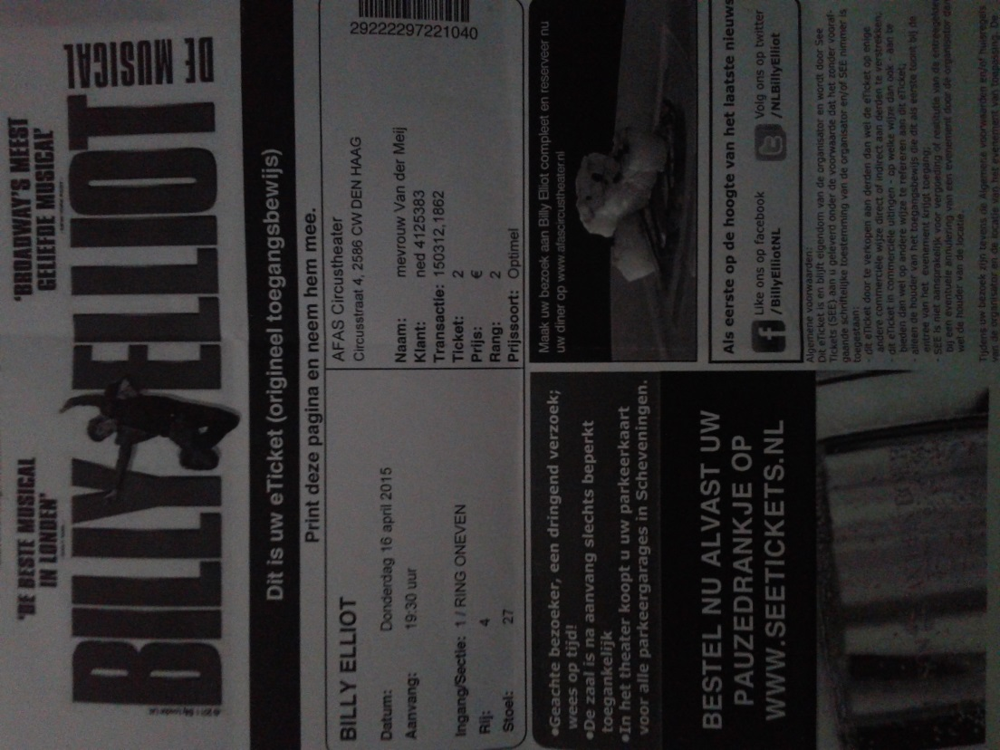 'DE BESTE MUSICAL
IN LONDEN'
'BROADWAY'S MEEST
GELIEFDE MUSICAL'
BILLY ELLIOT
DE MUSICAL
Dit is uw eTicket (origineel toegangsbewijs)
Print deze pagina en neem hem mee.
BILLY ELLIOT
Datum: Donderdag 16 april 2015
Aanvang: 19:30 uur
Ingang/Sectie: 1 / RING ONEVEN
Rij: 4
Stoel: 27
AFAS Circustheater
Circusstraat 4, 2586 CW DEN HAAG
Naam: mevrouw Van der Meij
Klant: ned 4125383
Transactie: 150312,1862
Ticket: 2
Prijs: €
Rang: 2
Prijssoort: Optimel
29222297221040
•Geachte bezoeker, een dringend verzoek;
wees op tijd!
•De zaal is na aanvang slechts beperkt
toegankelijk
•In het theater koopt u uw parkeerkaart
voor alle parkeergarages in Scheveningen.
Maak uw bezoek aan Billy Elliot compleet en reserveer nu
uw diner op www.afascircustheater.nl
BESTEL NU ALVAST UW
PAUZEDRANKJE OP
WWW.SEETICKETS.NL
Als eerste op de hoogte van het laatste nieuws
Like ons op facebook
/BillyElliotNL
Volg ons op twitter
/NLBillyElliot
Algemene voorwaarden:
Dit eTicket is en blijft eigendom van de organisator en wordt door See
Tickets (SEE) aan u geleverd onder de voorwaarde dat het zonder vooraf-
gaande schriftelijke toestemming van de organisator en/of SEE nimmer is
toegestaan:
- dit eTicket door te verkopen aan derden dan wel de eTicket op enige
andere commerciële wijze direct of indirect aan derden te verstrekken,
- dit eTicket in commerciële uitingen - op welke wijze dan ook - aan te
bieden dan wel op andere wijze te refereren aan dit eTicket;
- alleen de houder van het toegangsbewijs die dit als eerste toont bij de
entree van het evenement krijgt toegang;
- SEE is niet aansprakelijk voor vergoeding of restitutie van de entreegelden
bij een eventuele annulering van een evenement door de organisator dan
wel de houder van de locatie.
Tijdens uw bezoek zijn tevens de Algemene voorwaarden en/of huisregels
van de organisator en de locatie van het evenement van toepassing. De